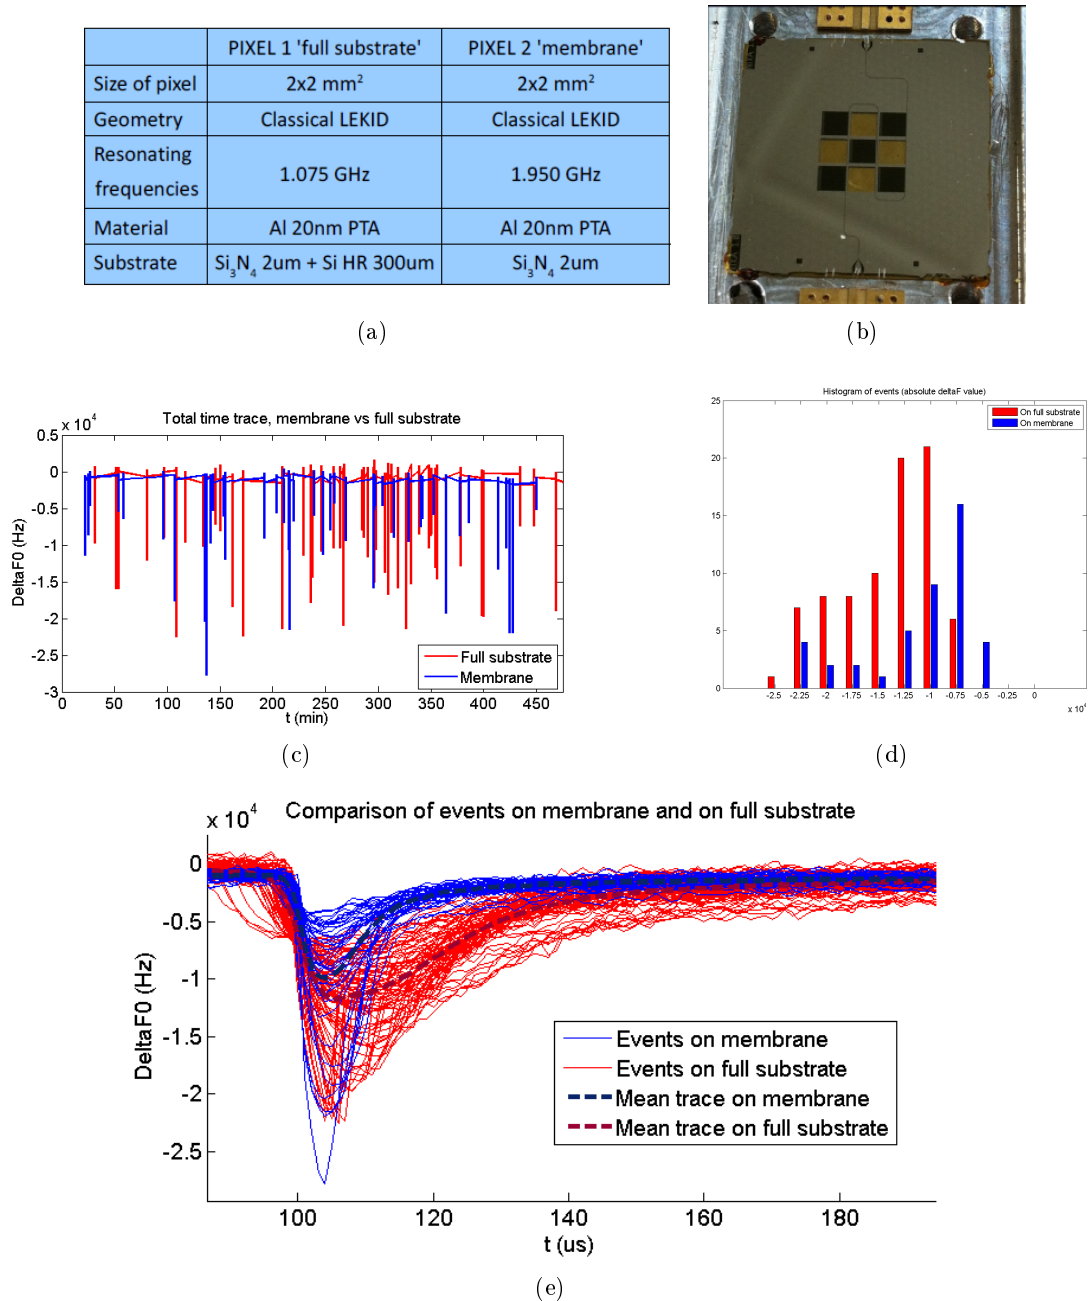 PIXEL 1 'full substrate' PIXEL 2 'membrane'
Size of pixel 2x2 mm² 2x2 mm²
Geometry Classical LEKID Classical LEKID
Resonating frequencies 1.075 GHz 1.950 GHz
Material Al 20nm PTA Al 20nm PTA
Substrate Si₃N₄ 2um + Si HR 300um Si₃N₄ 2um
(a)
(b)
Total time trace, membrane vs full substrate
x 10⁴
DeltaF0 (Hz)
0.5
0
-0.5
-1
-1.5
-2
-2.5
-3
0 50 100 150 200 250 300 350 400 450
t (min)
Full substrate
Membrane
(c)
Histogram of events (absolute deltaF value)
25
20
15
10
5
0
On full substrate
On membrane
-2.5 -2.25 -2 -1.75 -1.5 -1.25 -1 -0.75 -0.5 -0.25 0
x 10⁴
(d)
Comparison of events on membrane and on full substrate
x 10⁴
DeltaF0 (Hz)
0
-0.5
-1
-1.5
-2
-2.5
Events on membrane
Events on full substrate
Mean trace on membrane
Mean trace on full substrate
100 120 140 160 180
t (us)
(e)